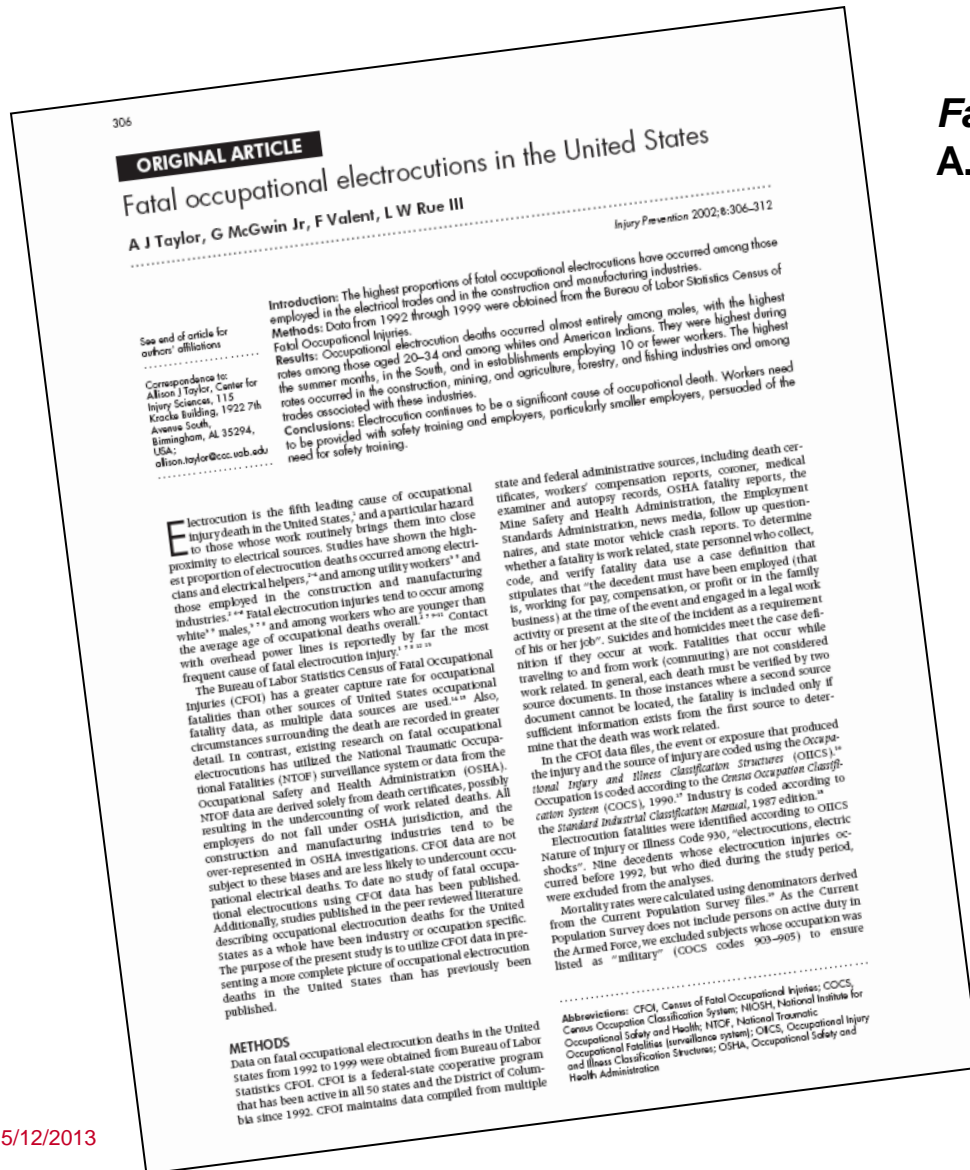 306
ORIGINAL ARTICLE
Fatal occupational electrocutions in the United States
A J Taylor, G McGwin Jr, F Valent, L W Rue III
Injury Prevention 2002;8:306–312
See end of article for
authors' affiliations
Correspondence to:
Allison J Taylor, Center for
Injury Sciences, 115
Kracke Building, 1922 7th
Avenue South,
Birmingham, AL 35294,
USA;
allison.taylor@ccc.uab.edu
Introduction: The highest proportions of fatal occupational electrocutions have occurred among those
employed in the electrical trades and in the construction and manufacturing industries.
Methods: Data from 1992 through 1999 were obtained from the Bureau of Labor Statistics Census of
Fatal Occupational Injuries.
Results: Occupational electrocution deaths occurred almost entirely among males, with the highest
rates among those aged 20–34 and among whites and American Indians. They were highest during
the summer months, in the South, and in establishments employing 10 or fewer workers. The highest
rates occurred in the construction, mining, and agriculture, forestry, and fishing industries and among
trades associated with these industries.
Conclusions: Electrocution continues to be a significant cause of occupational death. Workers need
to be provided with safety training and employers, particularly smaller employers, persuaded of the
need for safety training.
Electrocution is the fifth leading cause of occupational
injury death in the United States, and a particular hazard
to those whose work routinely brings them into close
proximity to electrical sources. Studies have shown the high-
est proportion of electrocution deaths occurred among electri-
cians and electrical helpers, and among utility workers and
those employed in the construction and manufacturing
industries. Fatal electrocution injuries tend to occur among
white males, and among workers who are younger than
the average age of occupational deaths overall. Contact
with overhead power lines is reportedly by far the most
frequent cause of fatal electrocution injury.
The Bureau of Labor Statistics Census of Fatal Occupational
Injuries (CFOI) has a greater capture rate for occupational
fatalities than other sources of United States occupational
fatality data, as multiple data sources are used. Also,
circumstances surrounding the death are recorded in greater
detail. In contrast, existing research on fatal occupational
electrocutions has utilized the National Traumatic Occupa-
tional Fatalities (NTOF) surveillance system or data from the
Occupational Safety and Health Administration (OSHA).
NTOF data are derived solely from death certificates, possibly
resulting in the undercounting of work related deaths. All
employers do not fall under OSHA jurisdiction, and the
construction and manufacturing industries tend to be
over-represented in OSHA investigations. CFOI data are not
subject to these biases and are less likely to undercount occu-
pational electrical deaths. To date no study of fatal occupa-
tional electrocutions using CFOI data has been published.
Additionally, studies published in the peer reviewed literature
describing occupational electrocution deaths for the United
States as a whole have been industry or occupation specific.
The purpose of the present study is to utilize CFOI data in pre-
senting a more complete picture of occupational electrocution
deaths in the United States than has previously been
published.
METHODS
Data on fatal occupational electrocution deaths in the United
States from 1992 to 1999 were obtained from Bureau of Labor
Statistics CFOI. CFOI is a federal-state cooperative program
that has been active in all 50 states and the District of Colum-
bia since 1992. CFOI maintains data compiled from multiple
state and federal administrative sources, including death cer-
tificates, workers' compensation reports, coroner, medical
examiner and autopsy records, OSHA fatality reports, the
Mine Safety and Health Administration, the Employment
Standards Administration, news media, follow up question-
naires, and state motor vehicle crash reports. To determine
whether a fatality is work related, state personnel who collect,
code, and verify fatality data use a case definition that
stipulates that "the decedent must have been employed (that
is, working for pay, compensation, or profit or in the family
business) at the time of the event and engaged in a legal work
activity or present at the site of the incident as a requirement
of his or her job". Suicides and homicides meet the case defi-
nition if they occur at work. Fatalities that occur while
traveling to and from work (commuting) are not considered
work related. In general, each death must be verified by two
source documents. In those instances where a second source
document cannot be located, the fatality is included only if
sufficient information exists from the first source to deter-
mine that the death was work related.
In the CFOI data files, the event or exposure that produced
the injury and the source of injury are coded using the Occupa-
tional Injury and Illness Classification Structures (OIICS).
Occupation is coded according to the Census Occupation Classifi-
cation System (COCS), 1990. Industry is coded according to
the Standard Industrial Classification Manual, 1987 edition.
Electrocution fatalities were identified according to OIICS
Nature of Injury or Illness Code 930, "electrocutions, electric
shocks". Nine decedents whose electrocution injuries oc-
curred before 1992, but who died during the study period,
were excluded from the analyses.
Mortality rates were calculated using denominators derived
from the Current Population Survey files. As the Current
Population Survey does not include persons on active duty in
the Armed Force, we excluded subjects whose occupation was
listed as "military" (COCS codes 903–905) to ensure
Abbreviations: CFOI, Census of Fatal Occupational Injuries; COCS,
Census Occupation Classification System; NIOSH, National Institute for
Occupational Safety and Health; NTOF, National Traumatic
Occupational Fatalities (surveillance system); OIICS, Occupational Injury
and Illness Classification Structures; OSHA, Occupational Safety and
Health Administration
Fa
A.
5/12/2013